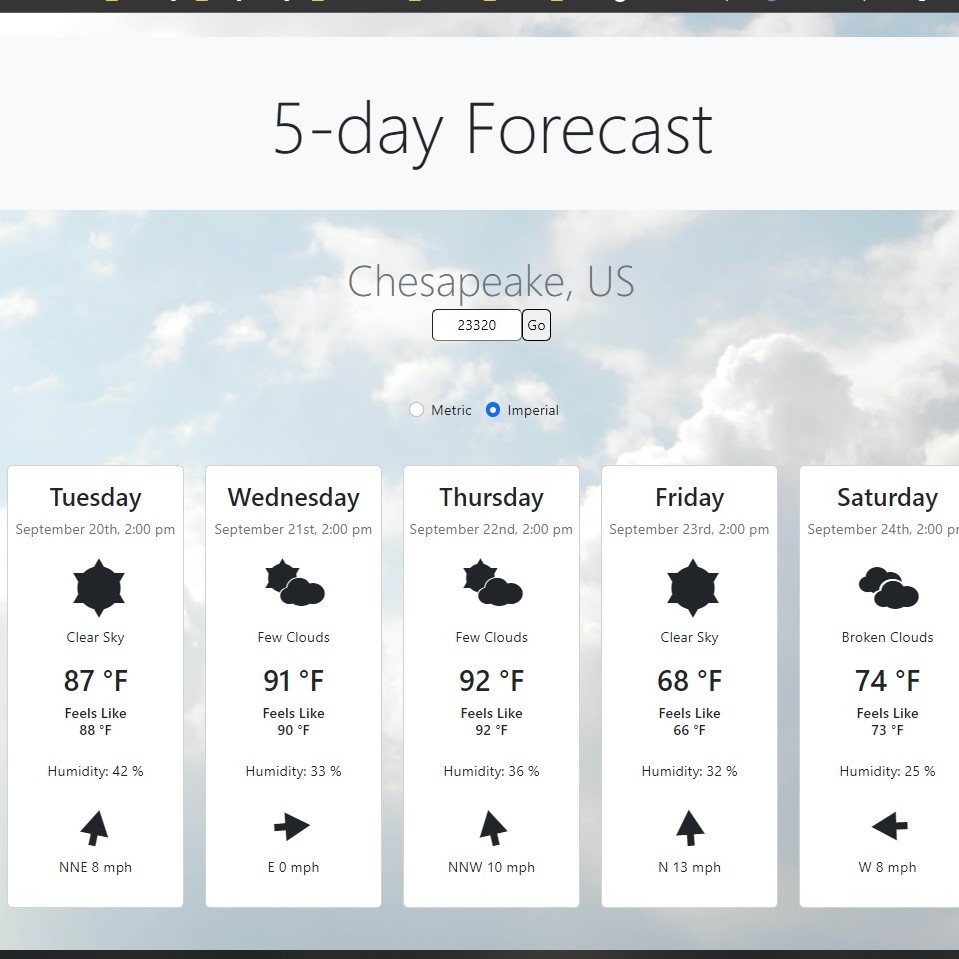 5-day Forecast
Chesapeake, US
23320 Go
Metric Imperial
Tuesday
September 20th, 2:00 pm
Clear Sky
87 °F
Feels Like
88 °F
Humidity: 42 %
NNE 8 mph
Wednesday
September 21st, 2:00 pm
Few Clouds
91 °F
Feels Like
90 °F
Humidity: 33 %
E 0 mph
Thursday
September 22nd, 2:00 pm
Few Clouds
92 °F
Feels Like
92 °F
Humidity: 36 %
NNW 10 mph
Friday
September 23rd, 2:00 pm
Clear Sky
68 °F
Feels Like
66 °F
Humidity: 32 %
N 13 mph
Saturday
September 24th, 2:00
Broken Clouds
74 °F
Feels Like
73 °F
Humidity: 25 %
W 8 mph